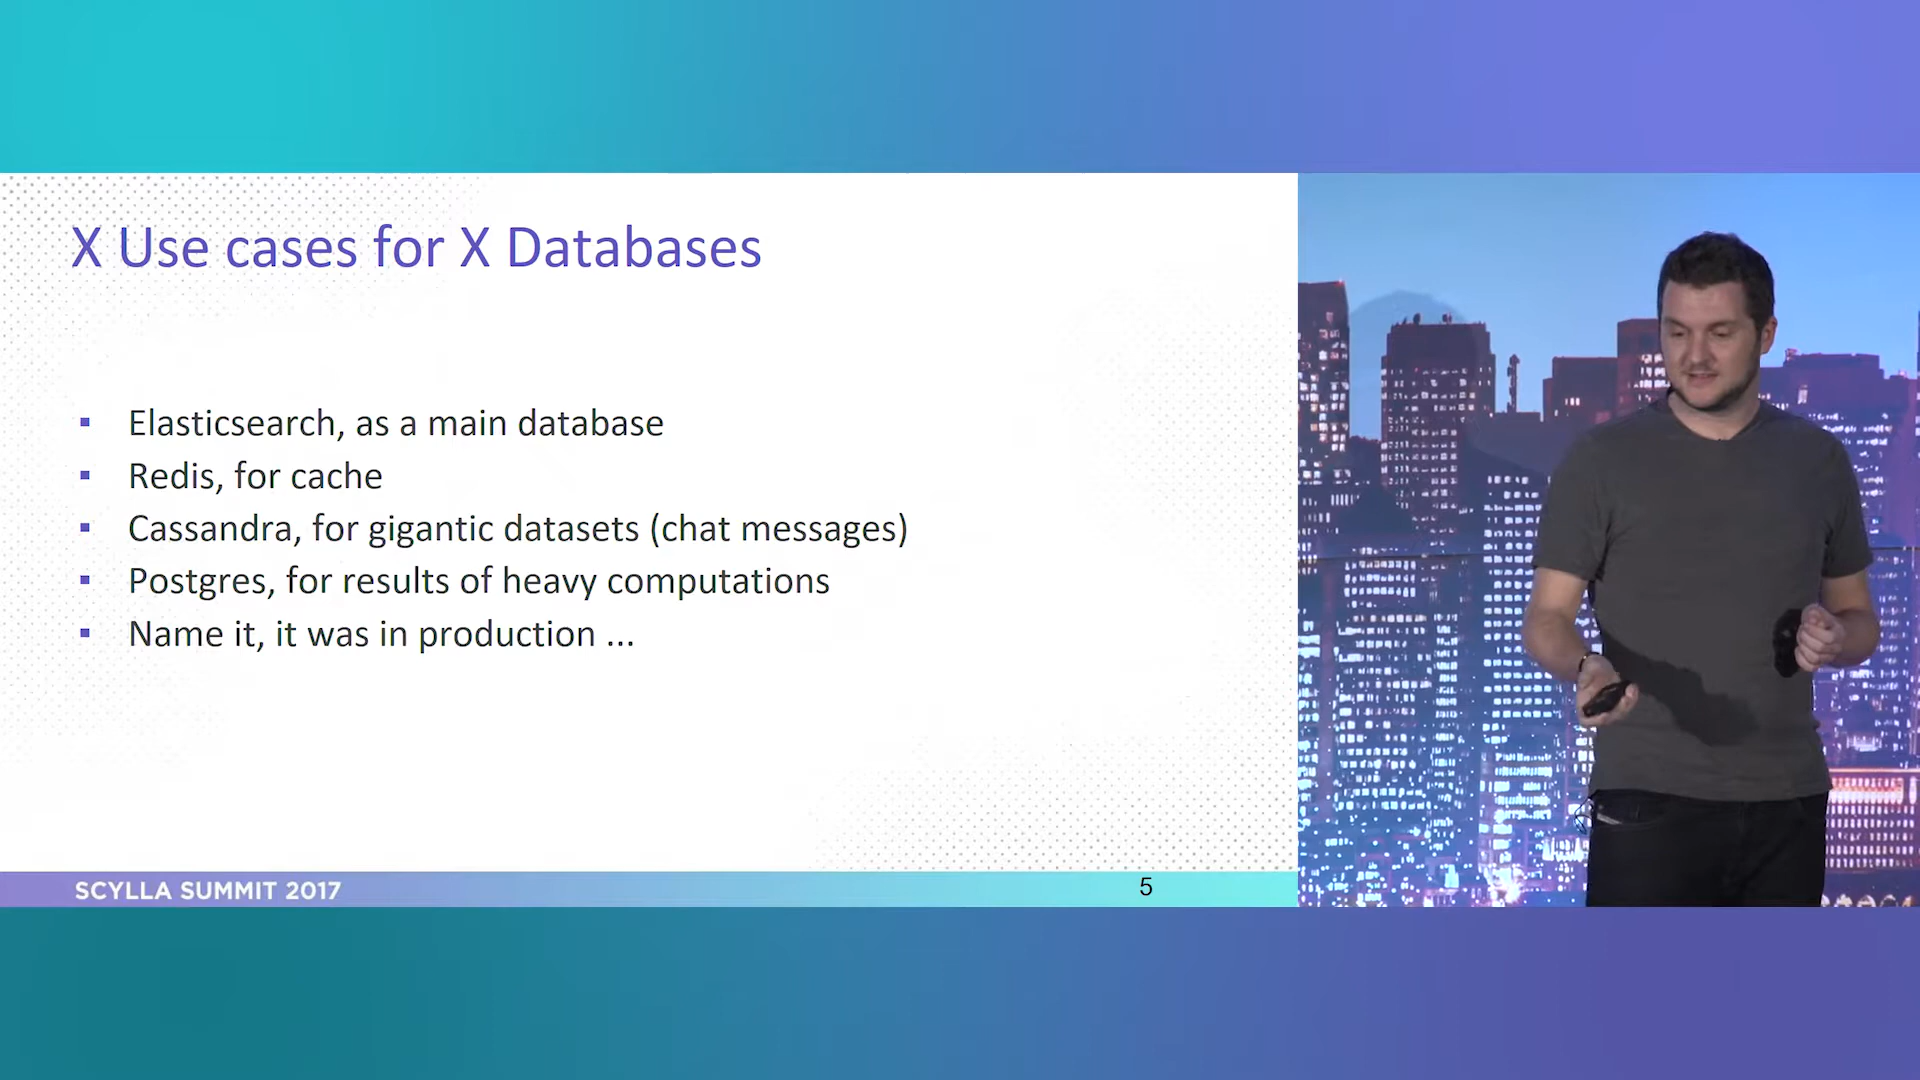 X Use cases for X Databases
Elasticsearch, as a main database
Redis, for cache
Cassandra, for gigantic datasets (chat messages)
Postgres, for results of heavy computations
Name it, it was in production ...
SCYLLA SUMMIT 2017
5